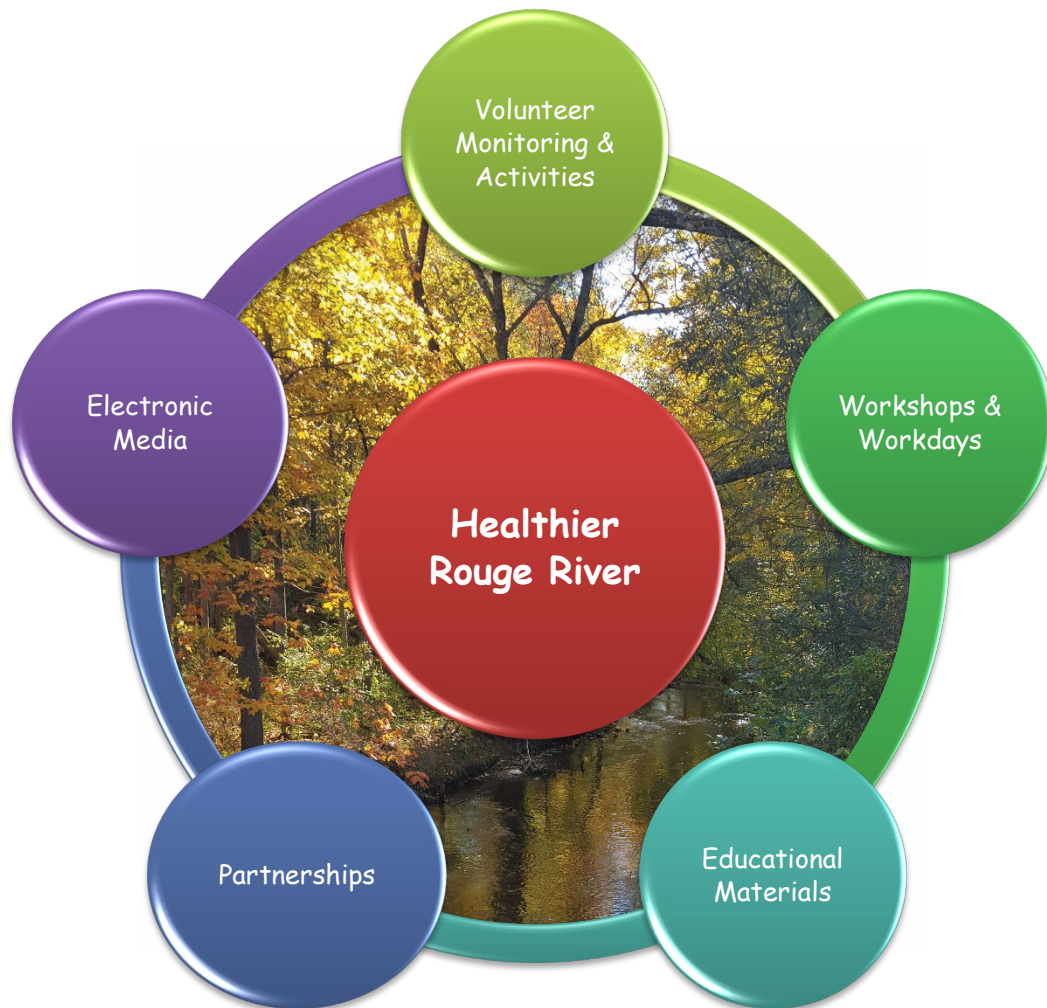 Volunteer
Monitoring &
Activities
Electronic
Media
Workshops &
Workdays
Healthier
Rouge River
Partnerships
Educational
Materials